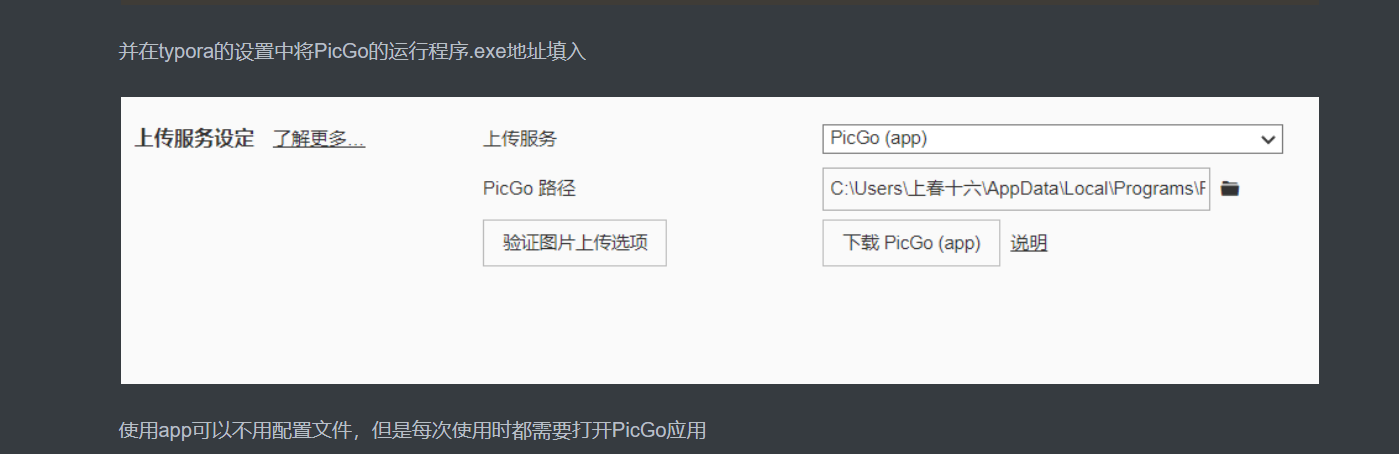 并在typora的设置中将PicGo的运行程序.exe地址填入
上传服务设定 了解更多... 上传服务 PicGo (app)
PicGo 路径 C:\Users\上春十六\AppData\Local\Programs\F
验证图片上传选项 下载 PicGo (app) 说明
使用app可以不用配置文件，但是每次使用时都需要打开PicGo应用